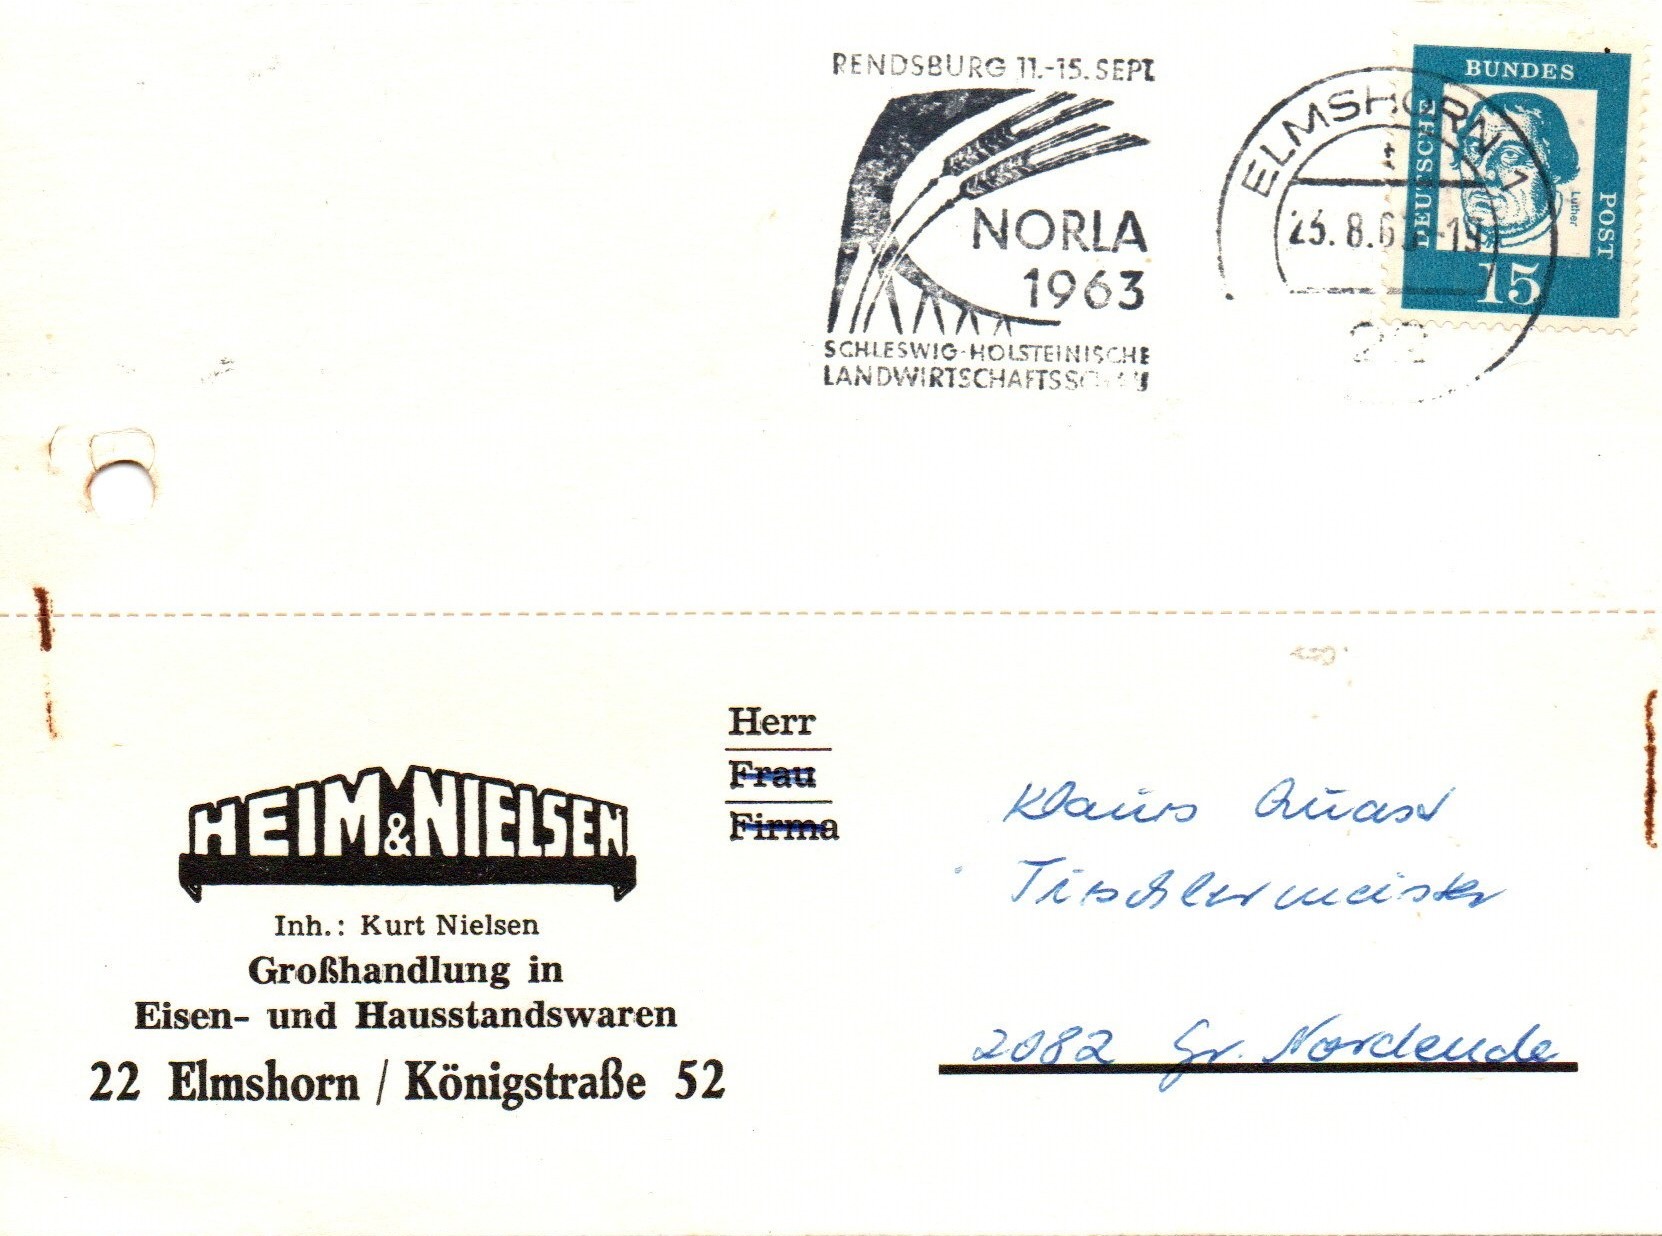 RENDSBURG 11.-15. SEPT.
NORLA
1963
SCHLESWIG-HOLSTEINISCHE
LANDWIRTSCHAFTSSCHAU
ELMSHORN 1
23.8.63 -19
22
DEUTSCHE
BUNDES
POST
Luther
15
HEIM & NIELSEN
Inh.: Kurt Nielsen
Großhandlung in
Eisen- und Hausstandswaren
22 Elmshorn / Königstraße 52
Herr
Frau
Firma
Klaus Quast
Tischlermeister
2082 Gr. Nordende